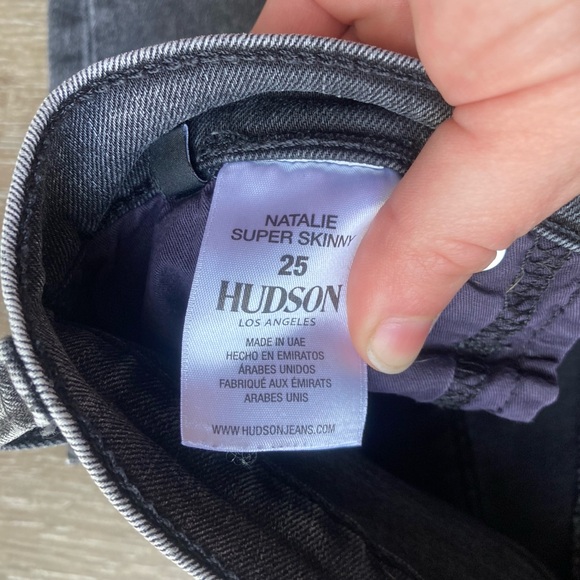 NATALIE
SUPER SKINNY
25
HUDSON
LOS ANGELES
MADE IN UAE
HECHO EN EMIRATOS
ÁRABES UNIDOS
FABRIQUÉ AUX ÉMIRATS
ARABES UNIS
WWW.HUDSONJEANS.COM